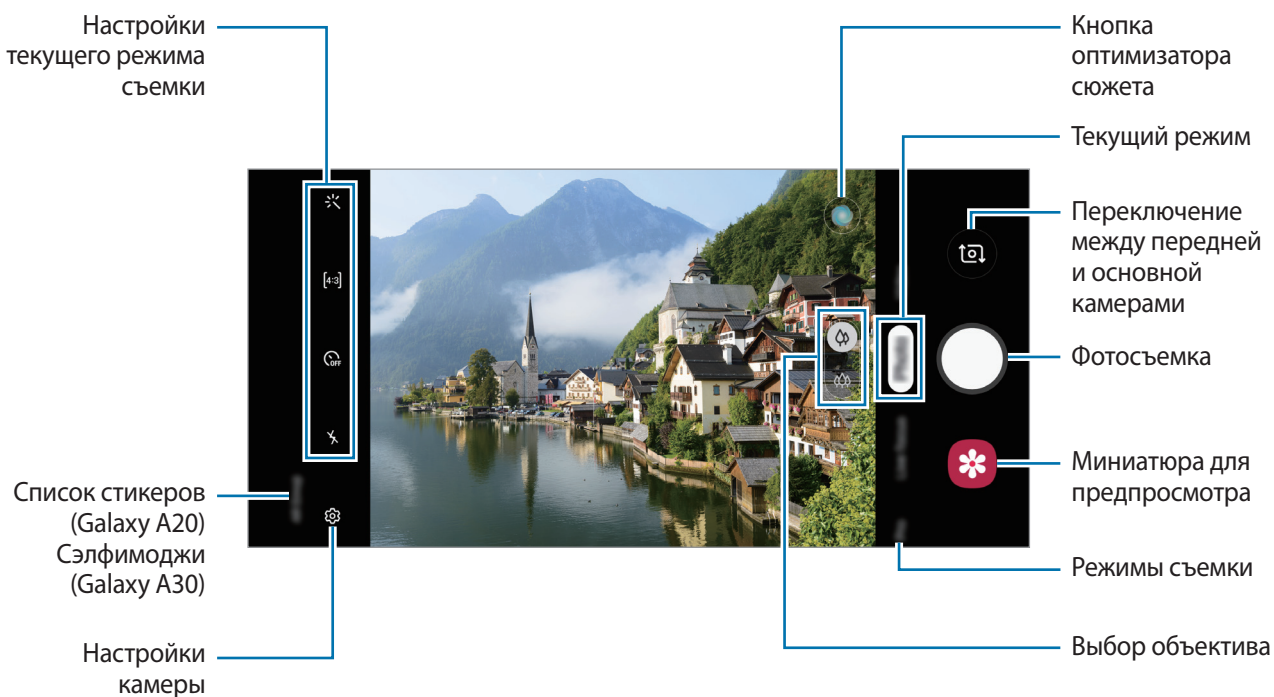 Настройки
текущего режима
съемки
Список стикеров
(Galaxy A20)
Сэлфимоджи
(Galaxy A30)
Настройки
камеры
4:3
OFF
Кнопка
оптимизатора
сюжета
Текущий режим
Переключение
между передней
и основной
камерами
Фотосъемка
Миниатюра для
предпросмотра
Режимы съемки
Выбор объектива